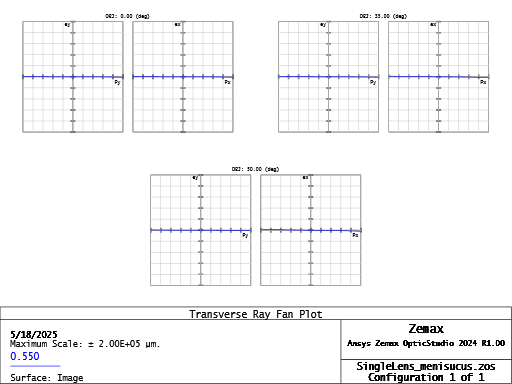 OBJ: 0.00 (deg)
OBJ: 35.00 (deg)
ey
ex
ey
ex
Py
Px
Py
Px
OBJ: 50.00 (deg)
ey
ex
Py
Px
Transverse Ray Fan Plot
5/18/2025
Maximum Scale: ± 2.00E+05 µm.
0.550
Surface: Image
Zemax
Ansys Zemax OpticStudio 2024 R1.00
SingleLens_menisucus.zos
Configuration 1 of 1